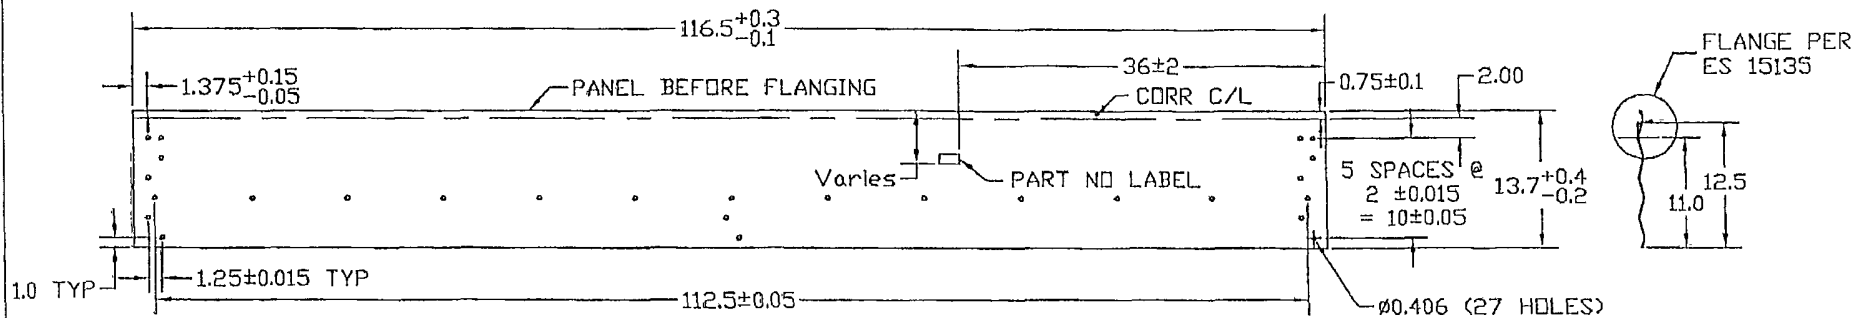 116.5+0.3
-0.1
FLANGE PER
ES 15135
36±2
1.375+0.15
-0.05
PANEL BEFORE FLANGING
CORR C/L
0.75±0.1
2.00
Varies
PART NO LABEL
5 SPACES @
2 ±0.015
= 10±0.05
13.7+0.4
-0.2
11.0
12.5
1.0 TYP
1.25±0.015 TYP
112.5±0.05
ø0.406 (27 HOLES)